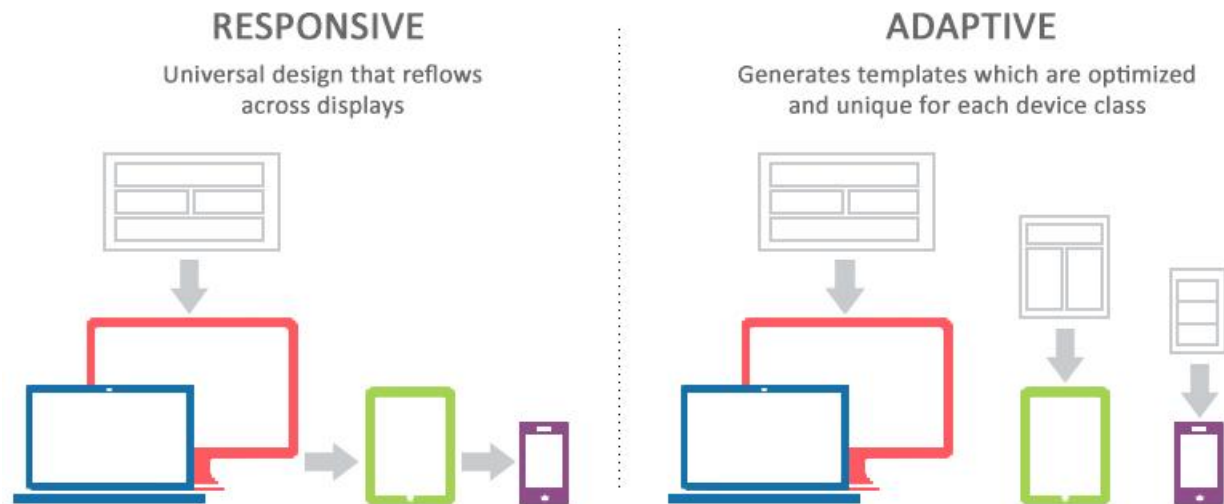 RESPONSIVE
Universal design that reflows
across displays
ADAPTIVE
Generates templates which are optimized
and unique for each device class